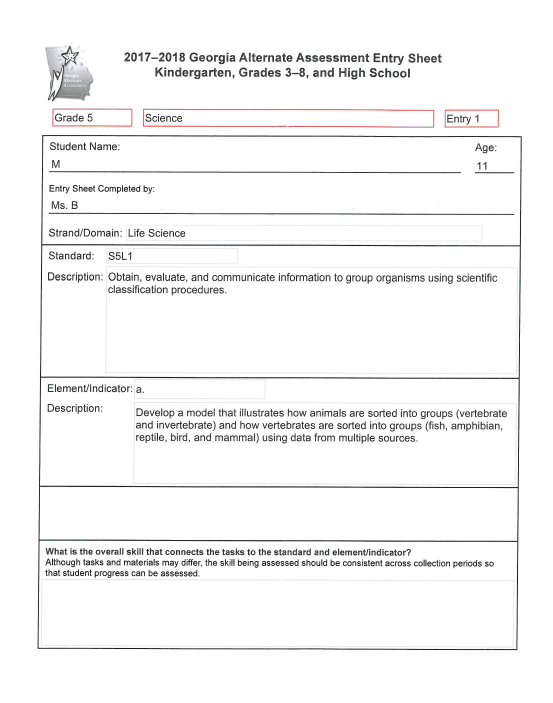 2017–2018 Georgia Alternate Assessment Entry Sheet
Kindergarten, Grades 3–8, and High School
Georgia
Alternate
Assessment
Grade 5
Science
Entry 1
Student Name:
Age:
M
11
Entry Sheet Completed by:
Ms. B
Strand/Domain: Life Science
Standard: S5L1
Description: Obtain, evaluate, and communicate information to group organisms using scientific
classification procedures.
Element/Indicator: a.
Description:
Develop a model that illustrates how animals are sorted into groups (vertebrate
and invertebrate) and how vertebrates are sorted into groups (fish, amphibian,
reptile, bird, and mammal) using data from multiple sources.
What is the overall skill that connects the tasks to the standard and element/indicator?
Although tasks and materials may differ, the skill being assessed should be consistent across collection periods so
that student progress can be assessed.